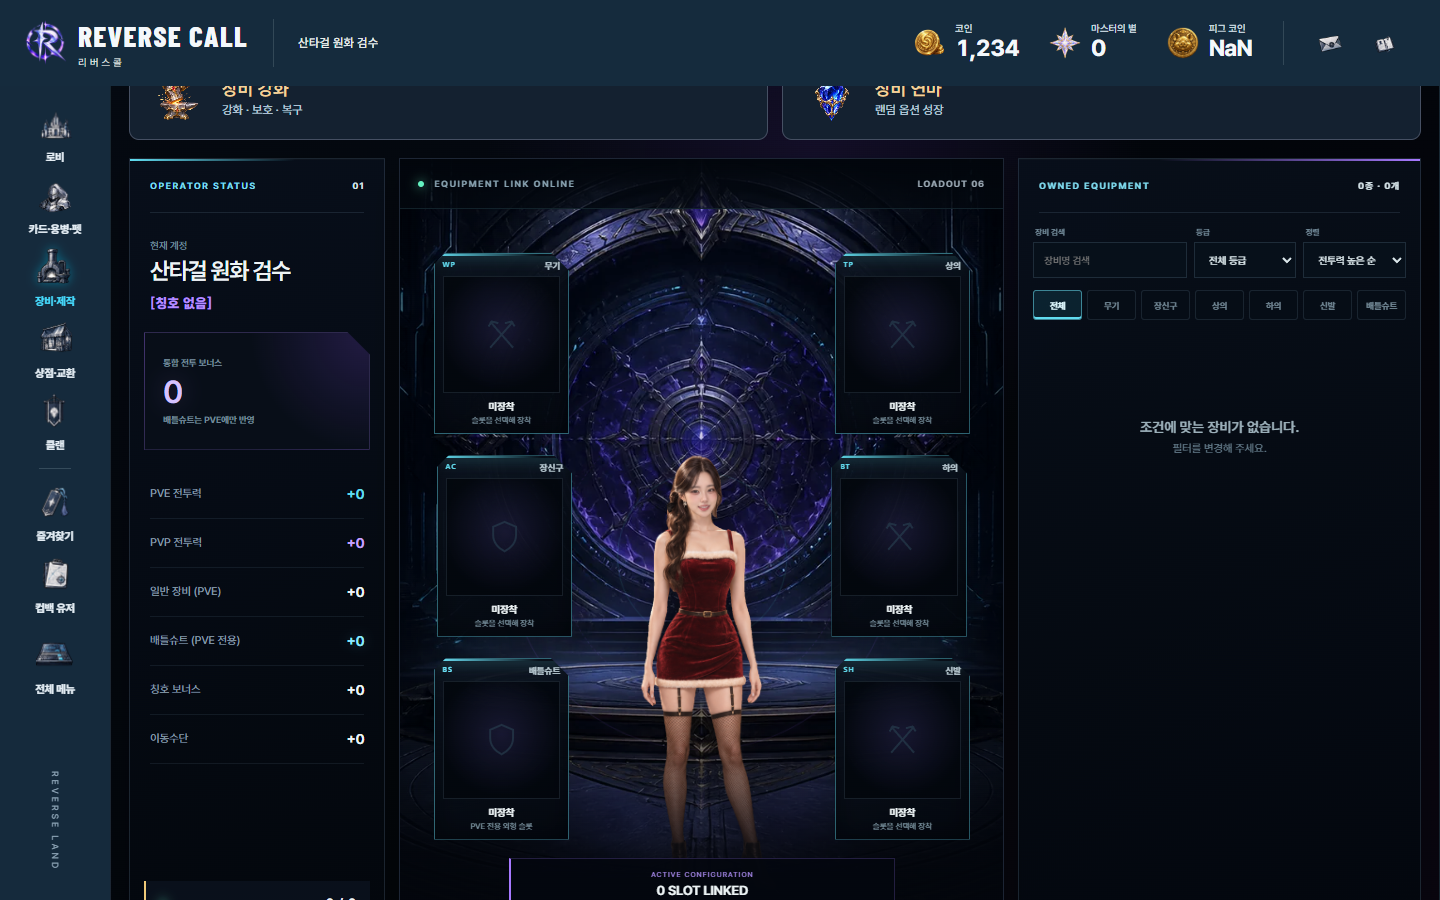 REVERSE CALL
리버스콜
산타걸 원화 검수
코인
1,234
마스터의 별
0
피그 코인
NaN
장비 강화
강화 · 보호 · 복구
장비 연마
랜덤 옵션 성장
로비
카드·용병·펫
장비·제작
상점·교환
클랜
즐겨찾기
컴백 유저
전체 메뉴
REVERSE LAND
OPERATOR STATUS
01
현재 계정
산타걸 원화 검수
[칭호 없음]
통합 전투 보너스
0
배틀슈트는 PVE에만 반영
PVE 전투력
+0
PVP 전투력
+0
일반 장비 (PVE)
+0
배틀슈트 (PVE 전용)
+0
칭호 보너스
+0
이동수단
+0
EQUIPMENT LINK ONLINE
LOADOUT 06
WP
무기
미장착
슬롯을 선택해 장착
TP
상의
미장착
슬롯을 선택해 장착
AC
장신구
미장착
슬롯을 선택해 장착
BT
하의
미장착
슬롯을 선택해 장착
BS
배틀슈트
미장착
PVE 전용 외형 슬롯
SH
신발
미장착
슬롯을 선택해 장착
ACTIVE CONFIGURATION
0 SLOT LINKED
OWNED EQUIPMENT
0종 · 0개
장비 검색
등급
정렬
장비명 검색
전체 등급
전투력 높은 순
전체
무기
장신구
상의
하의
신발
배틀슈트
조건에 맞는 장비가 없습니다.
필터를 변경해 주세요.